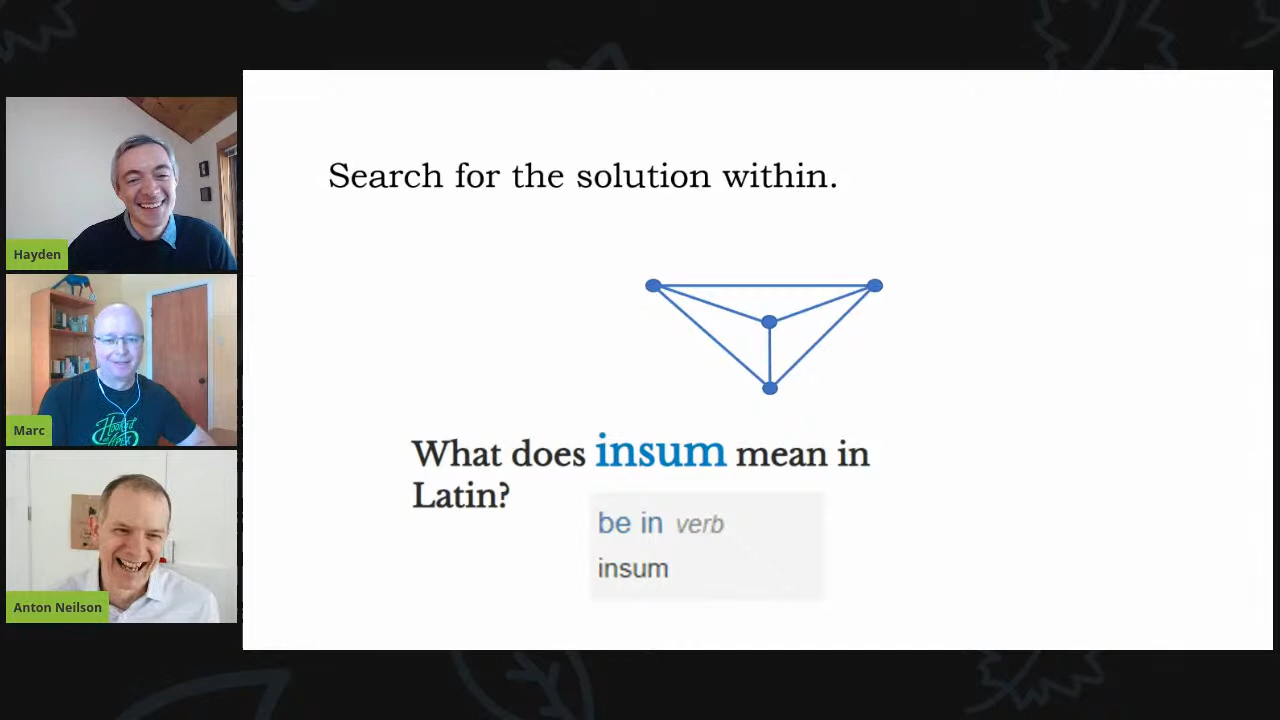 Search for the solution within.
What does insum mean in
Latin?
be in verb
insum
Hayden
Marc
Hooked
Anton Neilson